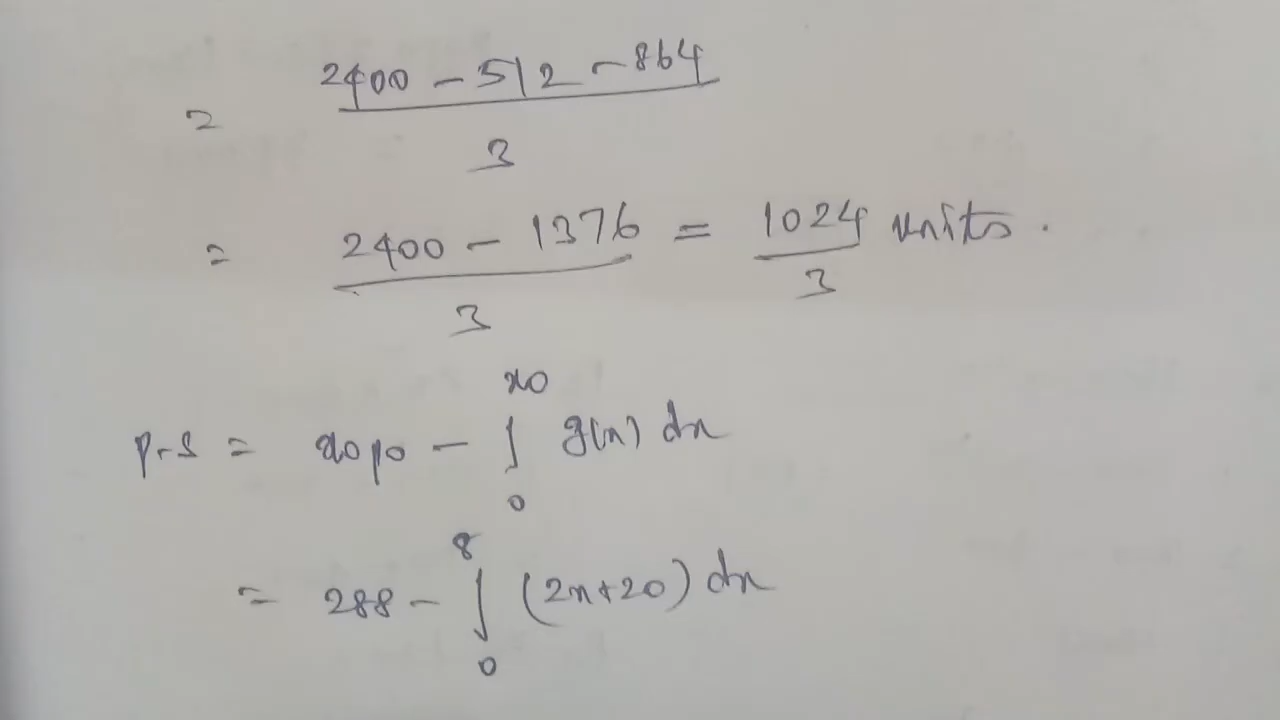 = 2400 - 512 - 864
3
= 2400 - 1376 = 1024 units.
3 3
x0
P.S = x0p0 - ∫ g(x) dx
0
8
= 288 - ∫ (2x+20) dx
0